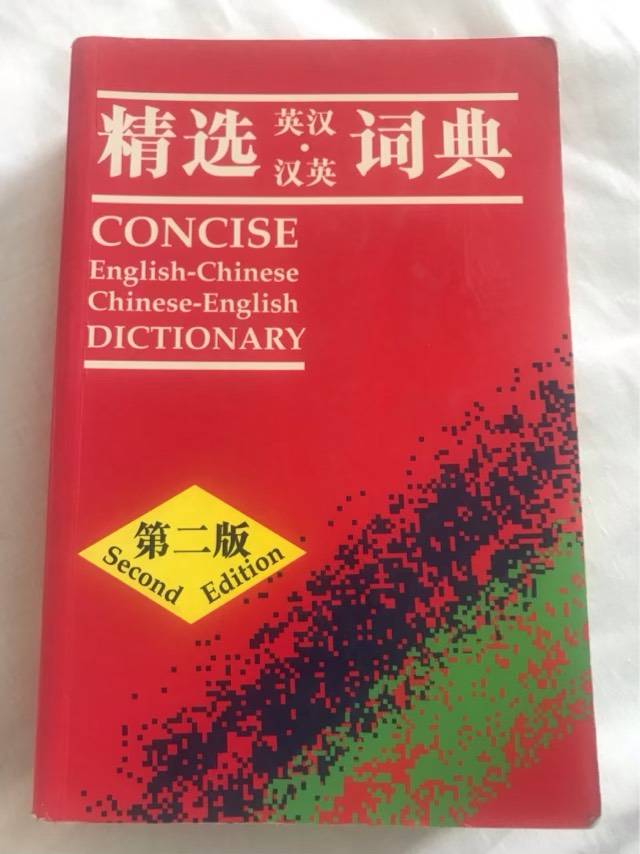 精选 英汉·汉英 词典
CONCISE
English-Chinese
Chinese-English
DICTIONARY
第二版
Second Edition